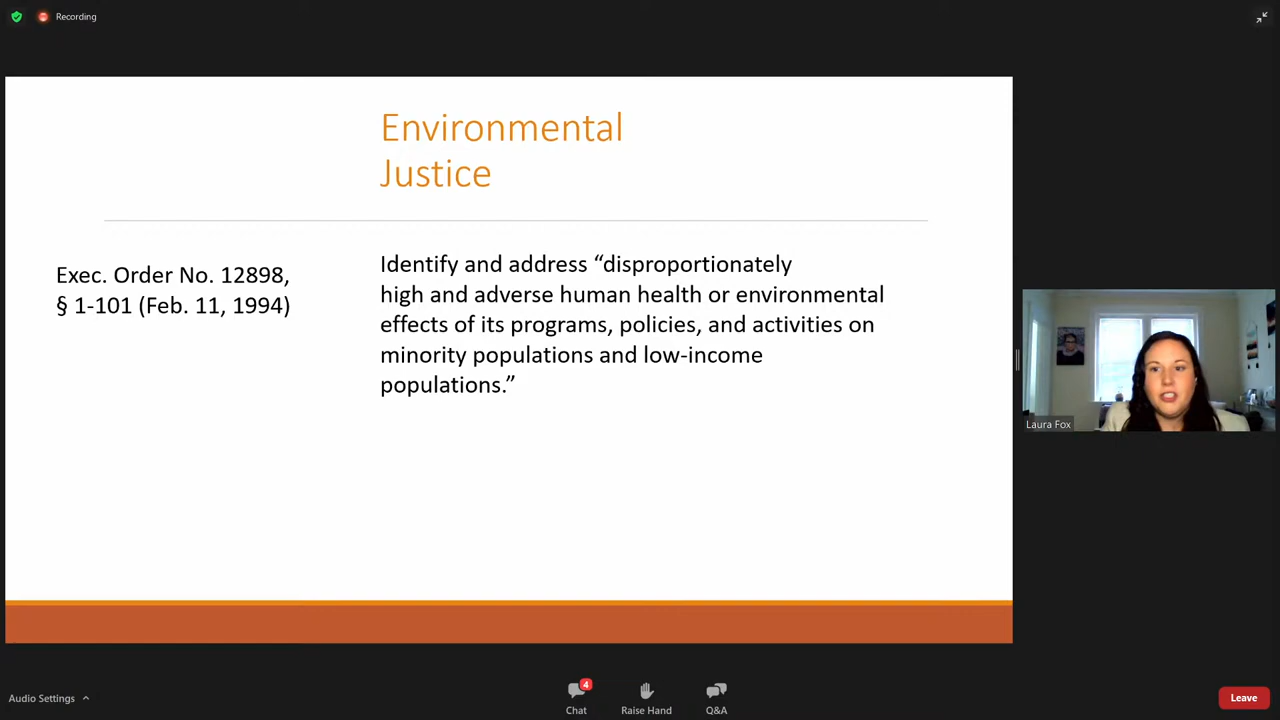 Recording
Environmental
Justice
Exec. Order No. 12898,
§ 1-101 (Feb. 11, 1994)
Identify and address “disproportionately
high and adverse human health or environmental
effects of its programs, policies, and activities on
minority populations and low-income
populations.”
Laura Fox
Audio Settings
4
Chat
Raise Hand
Q&A
Leave